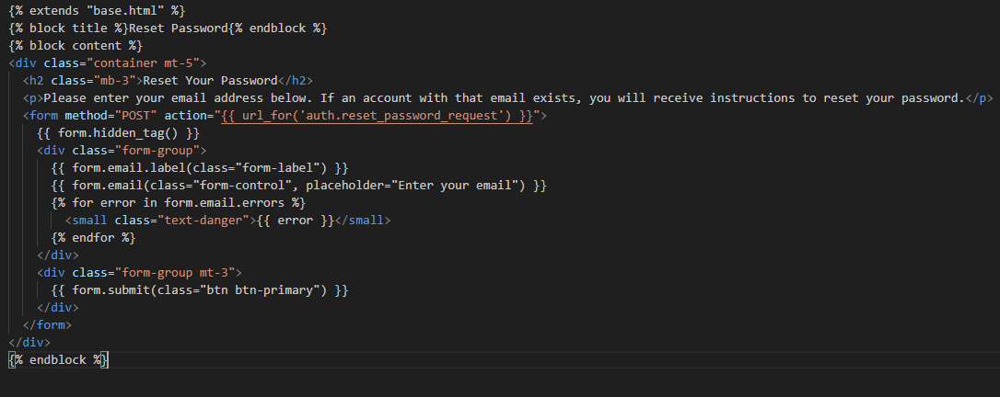 {% extends "base.html" %}
{% block title %}Reset Password{% endblock %}
{% block content %}
<div class="container mt-5">
  <h2 class="mb-3">Reset Your Password</h2>
  <p>Please enter your email address below. If an account with that email exists, you will receive instructions to reset your password.</p>
  <form method="POST" action="{{ url_for('auth.reset_password_request') }}">
    {{ form.hidden_tag() }}
    <div class="form-group">
      {{ form.email.label(class="form-label") }}
      {{ form.email(class="form-control", placeholder="Enter your email") }}
      {% for error in form.email.errors %}
        <small class="text-danger">{{ error }}</small>
      {% endfor %}
    </div>
    <div class="form-group mt-3">
      {{ form.submit(class="btn btn-primary") }}
    </div>
  </form>
</div>
{% endblock %}